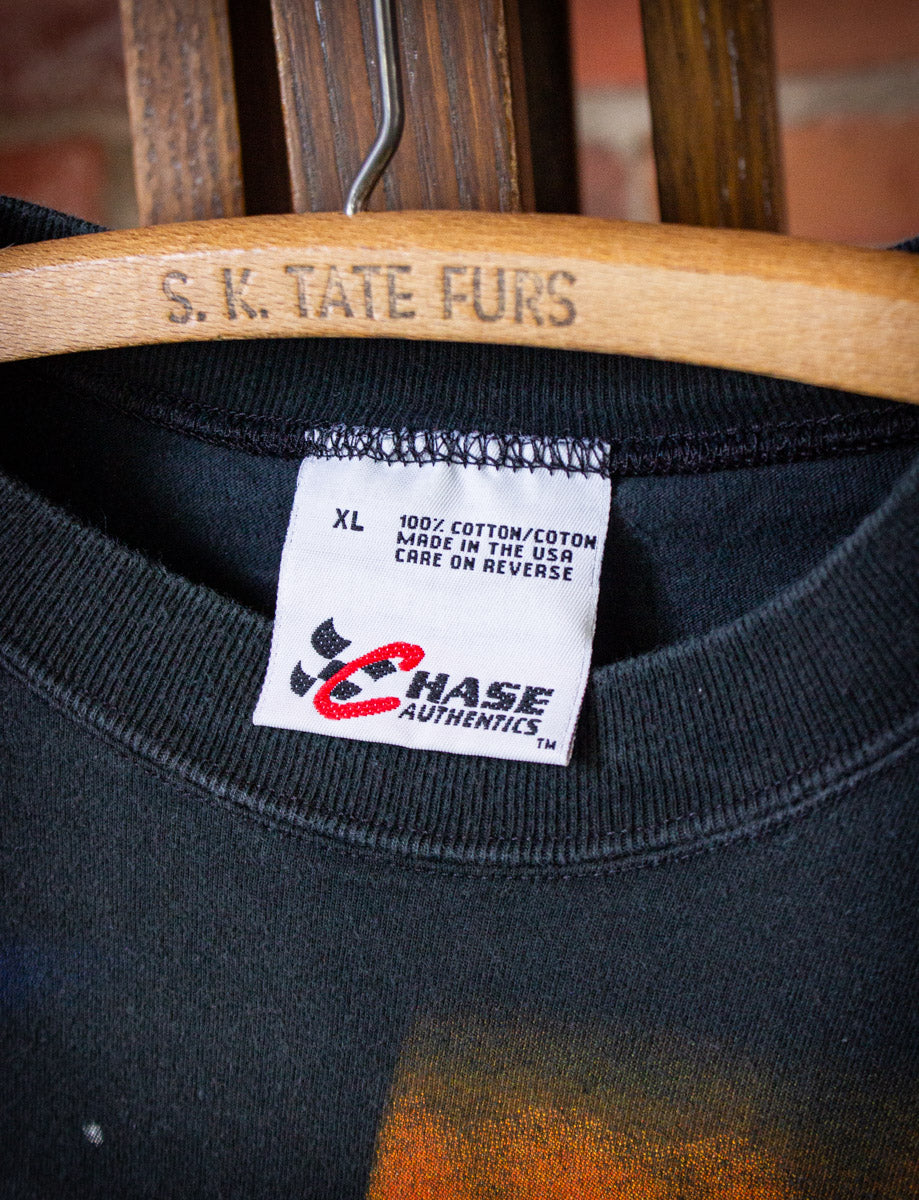 S. K. TATE FURS
XL
100% COTTON/COTON
MADE IN THE USA
CARE ON REVERSE
CHASE
AUTHENTICS
TM